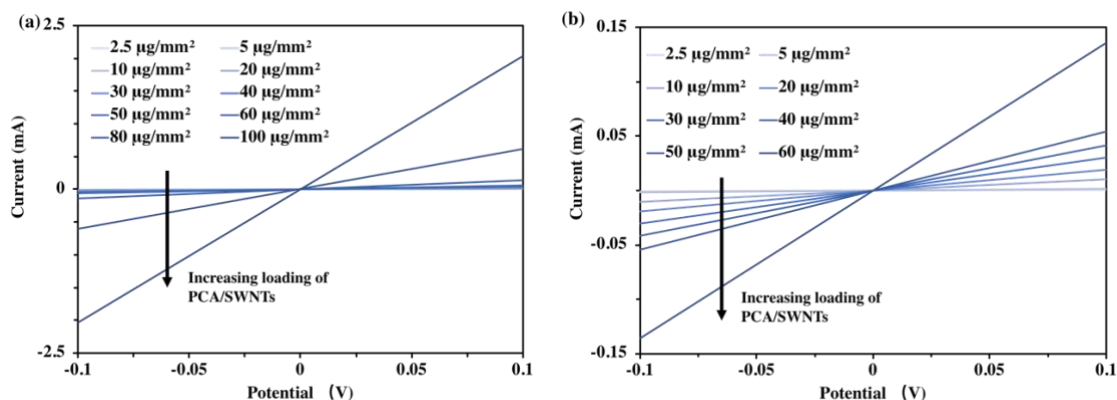 (a)
2.5
2.5 µg/mm²
5 µg/mm²
10 µg/mm²
20 µg/mm²
30 µg/mm²
40 µg/mm²
50 µg/mm²
60 µg/mm²
80 µg/mm²
100 µg/mm²
Current (mA)
0
Increasing loading of
PCA/SWNTs
-2.5
-0.1
-0.05
0
0.05
0.1
Potential (V)
(b)
0.15
2.5 µg/mm²
5 µg/mm²
10 µg/mm²
20 µg/mm²
30 µg/mm²
40 µg/mm²
50 µg/mm²
60 µg/mm²
0.05
Current (mA)
-0.05
Increasing loading of
PCA/SWNTs
-0.15
-0.1
-0.05
0
0.05
0.1
Potential (V)